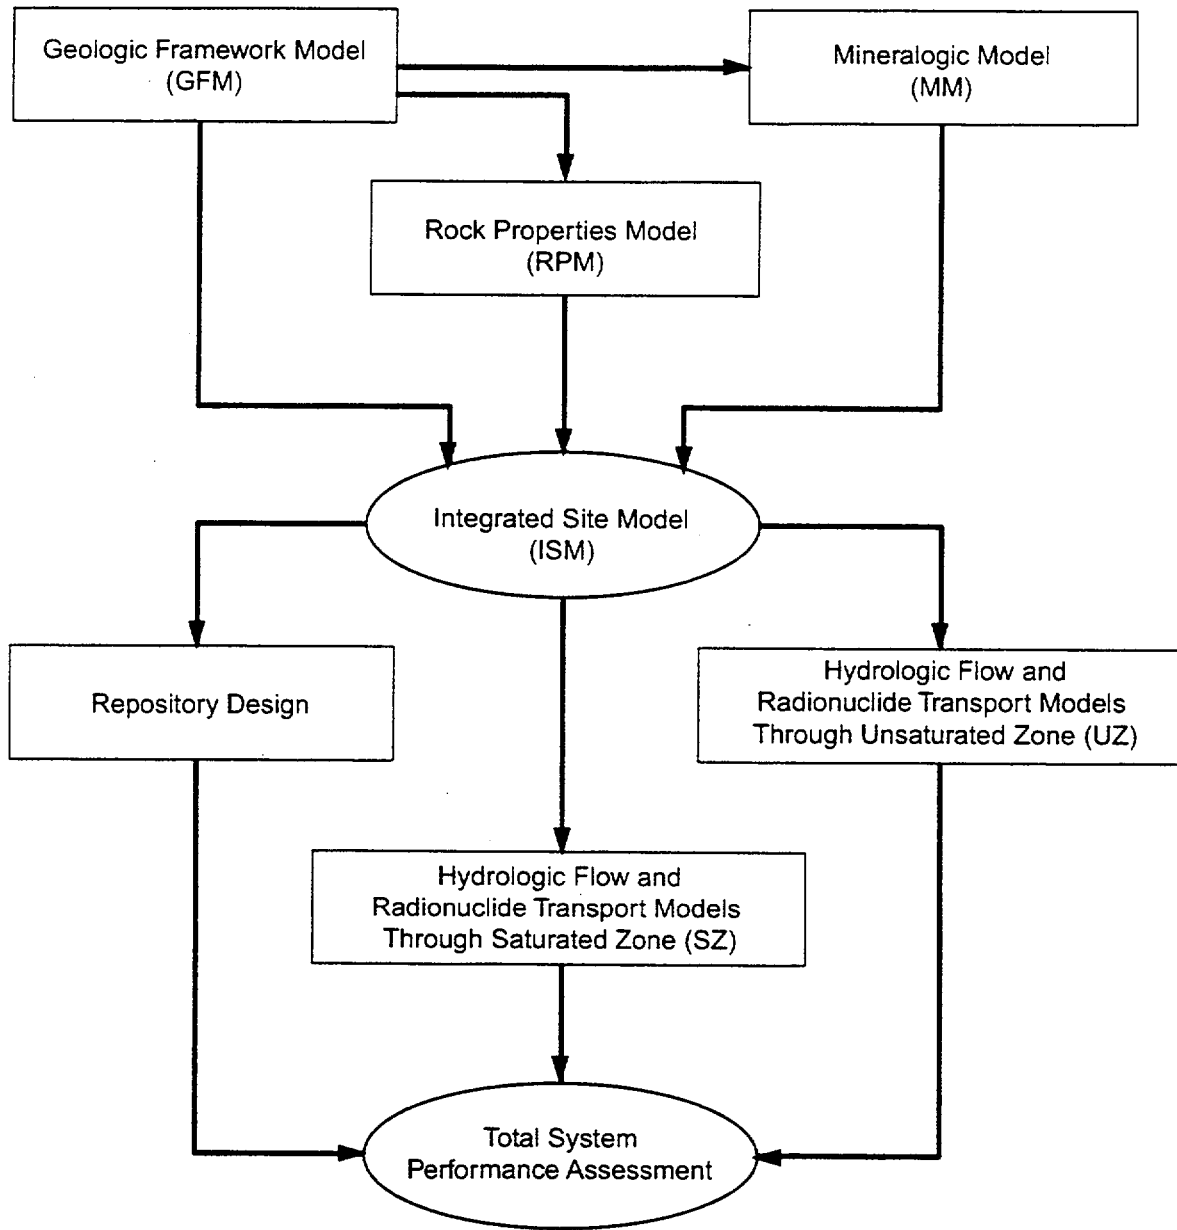 Geologic Framework Model
(GFM)
Mineralogic Model
(MM)
Rock Properties Model
(RPM)
Integrated Site Model
(ISM)
Repository Design
Hydrologic Flow and
Radionuclide Transport Models
Through Unsaturated Zone (UZ)
Hydrologic Flow and
Radionuclide Transport Models
Through Saturated Zone (SZ)
Total System
Performance Assessment